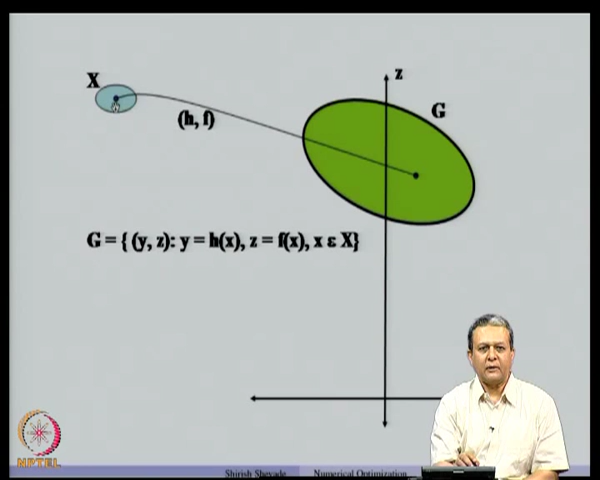 X
z
G
(h, f)
G = { (y, z): y = h(x), z = f(x), x ε X}
NPTEL
Shirish Shevade Numerical Optimization